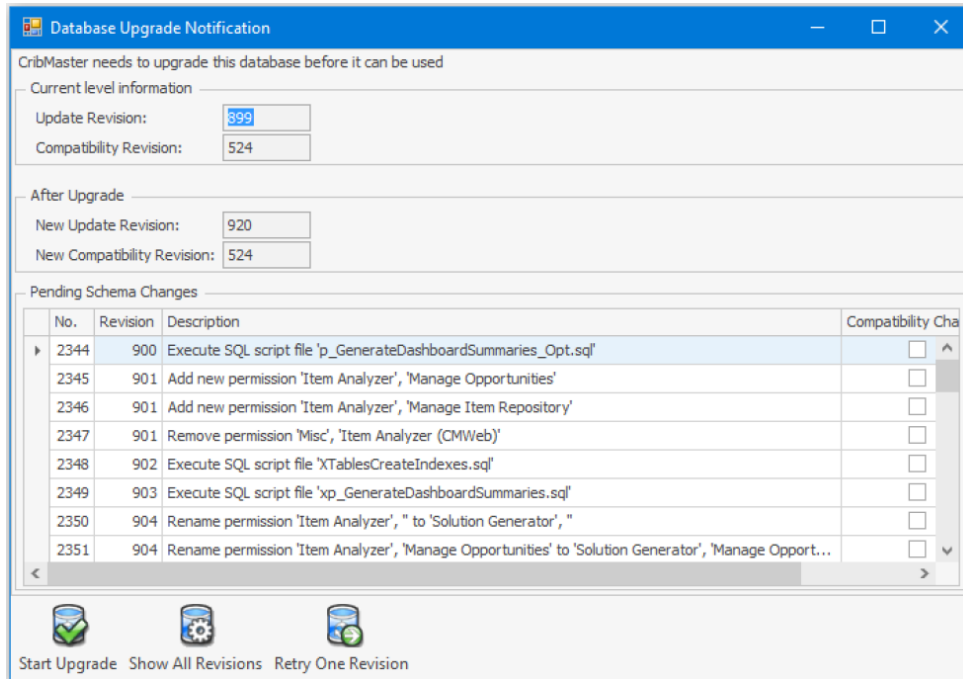 Database Upgrade Notification
CribMaster needs to upgrade this database before it can be used
Current level information
Update Revision: 899
Compatibility Revision: 524
After Upgrade
New Update Revision: 920
New Compatibility Revision: 524
Pending Schema Changes
No. Revision Description Compatibility Cha
2344 900 Execute SQL script file 'p_GenerateDashboardSummaries_Opt.sql'
2345 901 Add new permission 'Item Analyzer', 'Manage Opportunities'
2346 901 Add new permission 'Item Analyzer', 'Manage Item Repository'
2347 901 Remove permission 'Misc', 'Item Analyzer (CMWeb)'
2348 902 Execute SQL script file 'XTablesCreateIndexes.sql'
2349 903 Execute SQL script file 'xp_GenerateDashboardSummaries.sql'
2350 904 Rename permission 'Item Analyzer', '' to 'Solution Generator', ''
2351 904 Rename permission 'Item Analyzer', 'Manage Opportunities' to 'Solution Generator', 'Manage Opport...
Start Upgrade Show All Revisions Retry One Revision